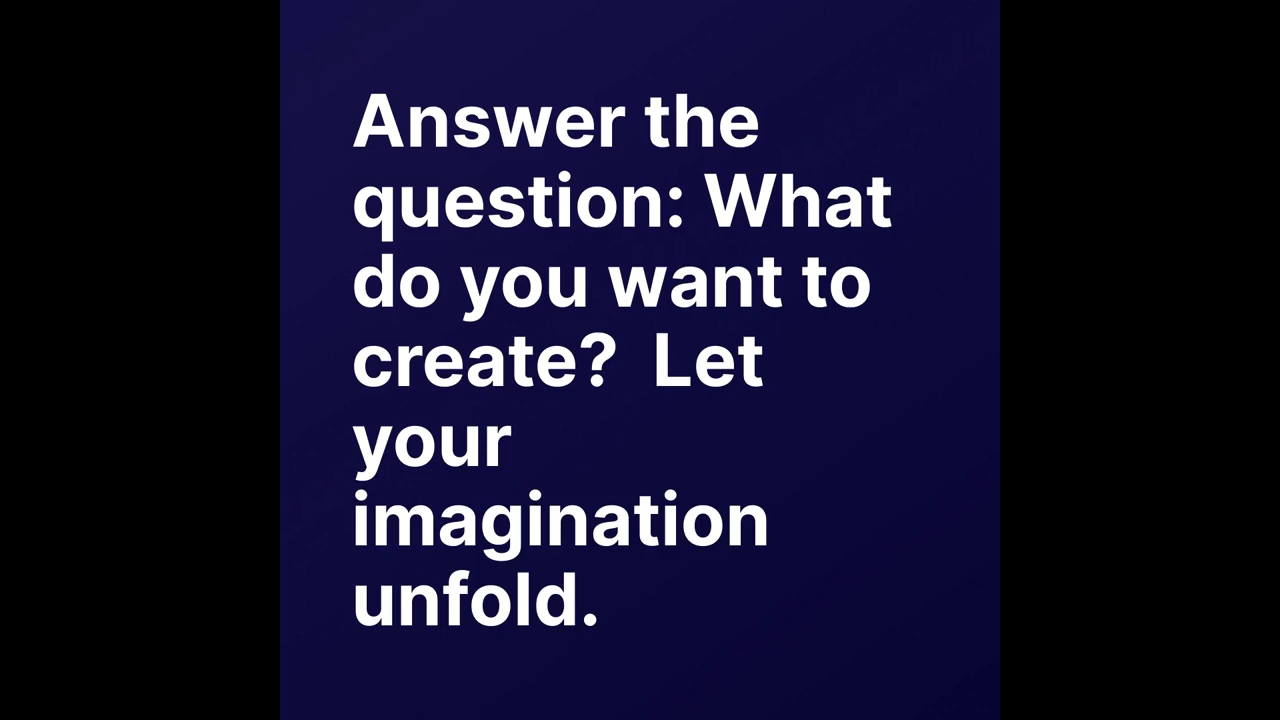 Answer the
question: What
do you want to
create?  Let
your
imagination
unfold.